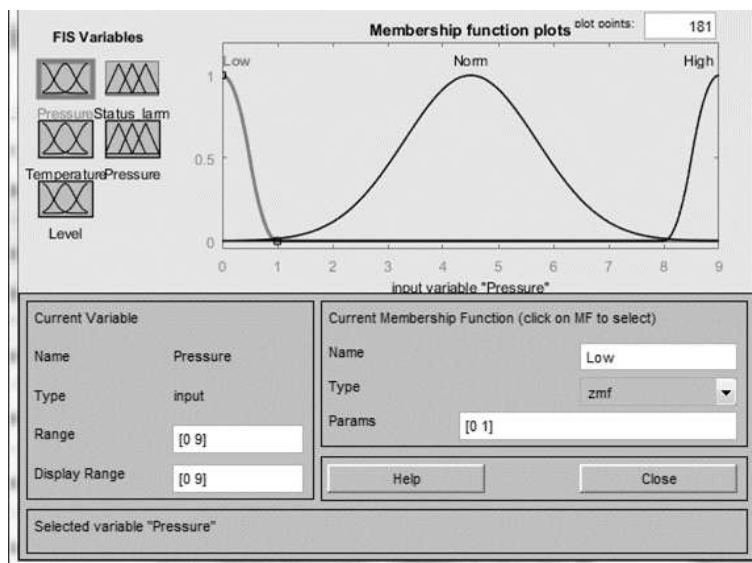 FIS Variables
Membership function plots
plot points:
181
Low
Norm
High
1
0.5
0
0 1 2 3 4 5 6 7 8 9
input variable "Pressure"
Pressure
Status larm
Temperature
Pressure
Level
Current Variable
Name Pressure
Type input
Range [0 9]
Display Range [0 9]
Current Membership Function (click on MF to select)
Name Low
Type zmf
Params [0 1]
Help
Close
Selected variable "Pressure"